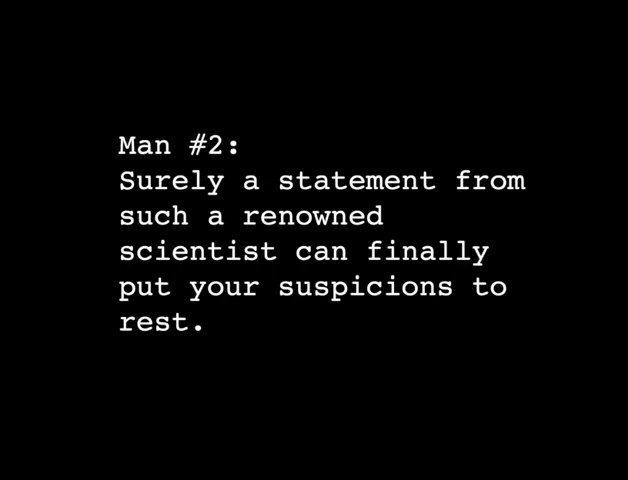 Man #2:
Surely a statement from
such a renowned
scientist can finally
put your suspicions to
rest.